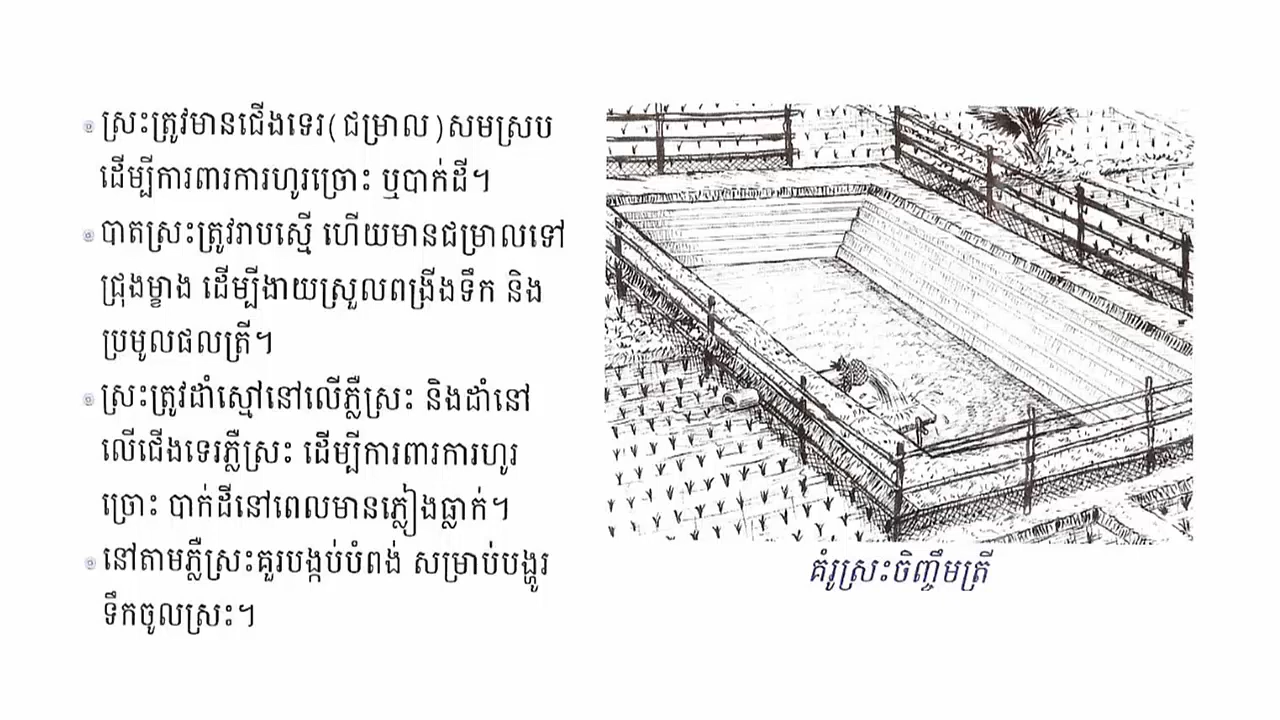 ស្រះត្រូវមានជើងទេរ(ជម្រាល)សមស្រប
ដើម្បីការពារការហូរច្រោះ ឬបាក់ដី។
បាតស្រះត្រូវរាបស្មើ ហើយមានជម្រាលទៅ
ជ្រុងម្ខាង ដើម្បីងាយស្រួលពង្រីងទឹក និង
ប្រមូលផលត្រី។
ស្រះត្រូវដាំស្មៅនៅលើភ្លឺស្រះ និងដាំនៅ
លើជើងទេរភ្លឺស្រះ ដើម្បីការពារការហូរ
ច្រោះ បាក់ដីនៅពេលមានភ្លៀងធ្លាក់។
នៅតាមភ្លឺស្រះគួរបង្កប់បំពង់ សម្រាប់បង្ហូរ
ទឹកចូលស្រះ។
គំរូស្រះចិញ្ចឹមត្រី